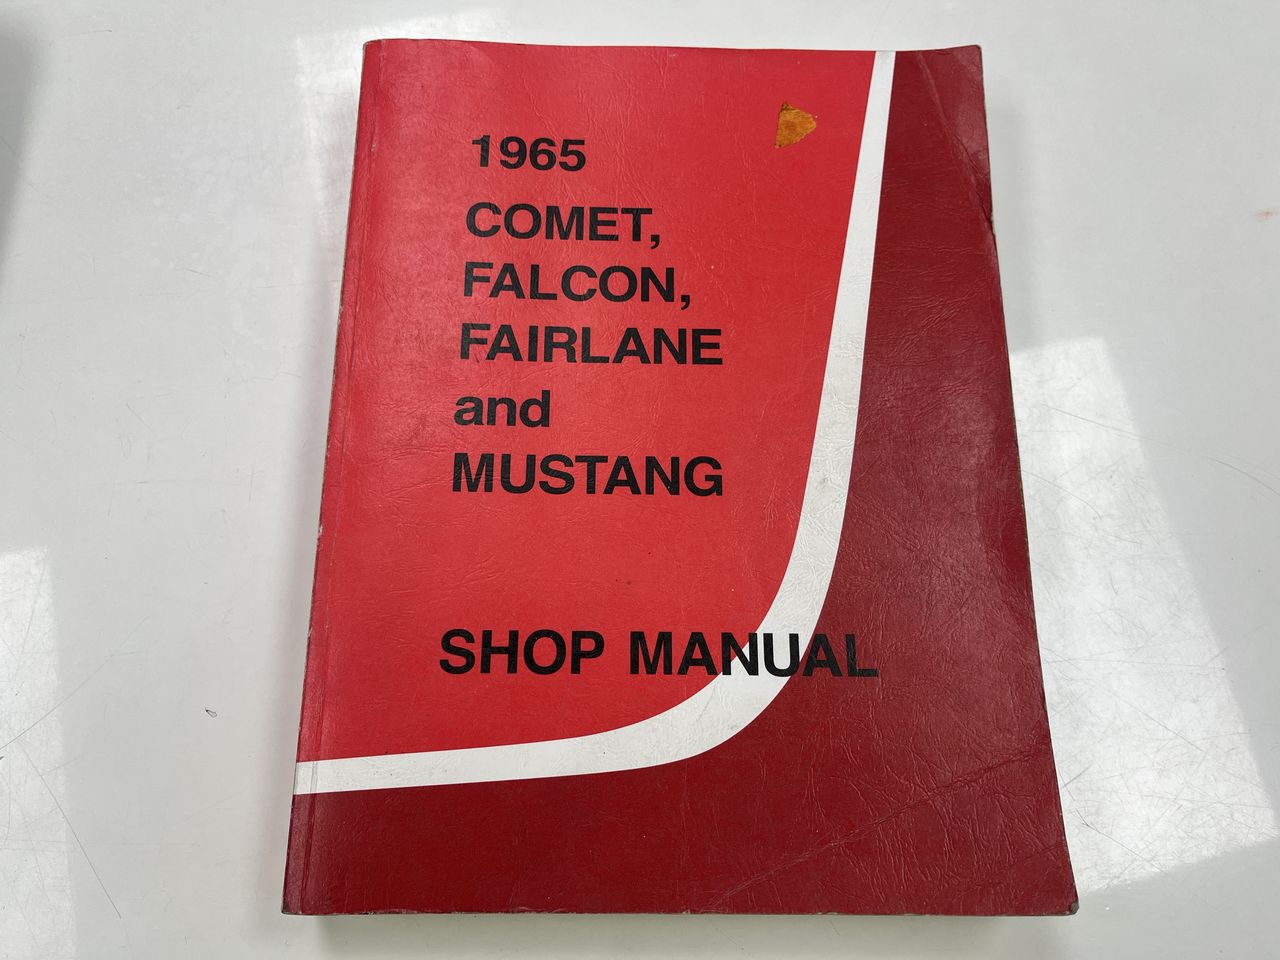 1965
COMET,
FALCON,
FAIRLANE
and
MUSTANG
SHOP MANUAL